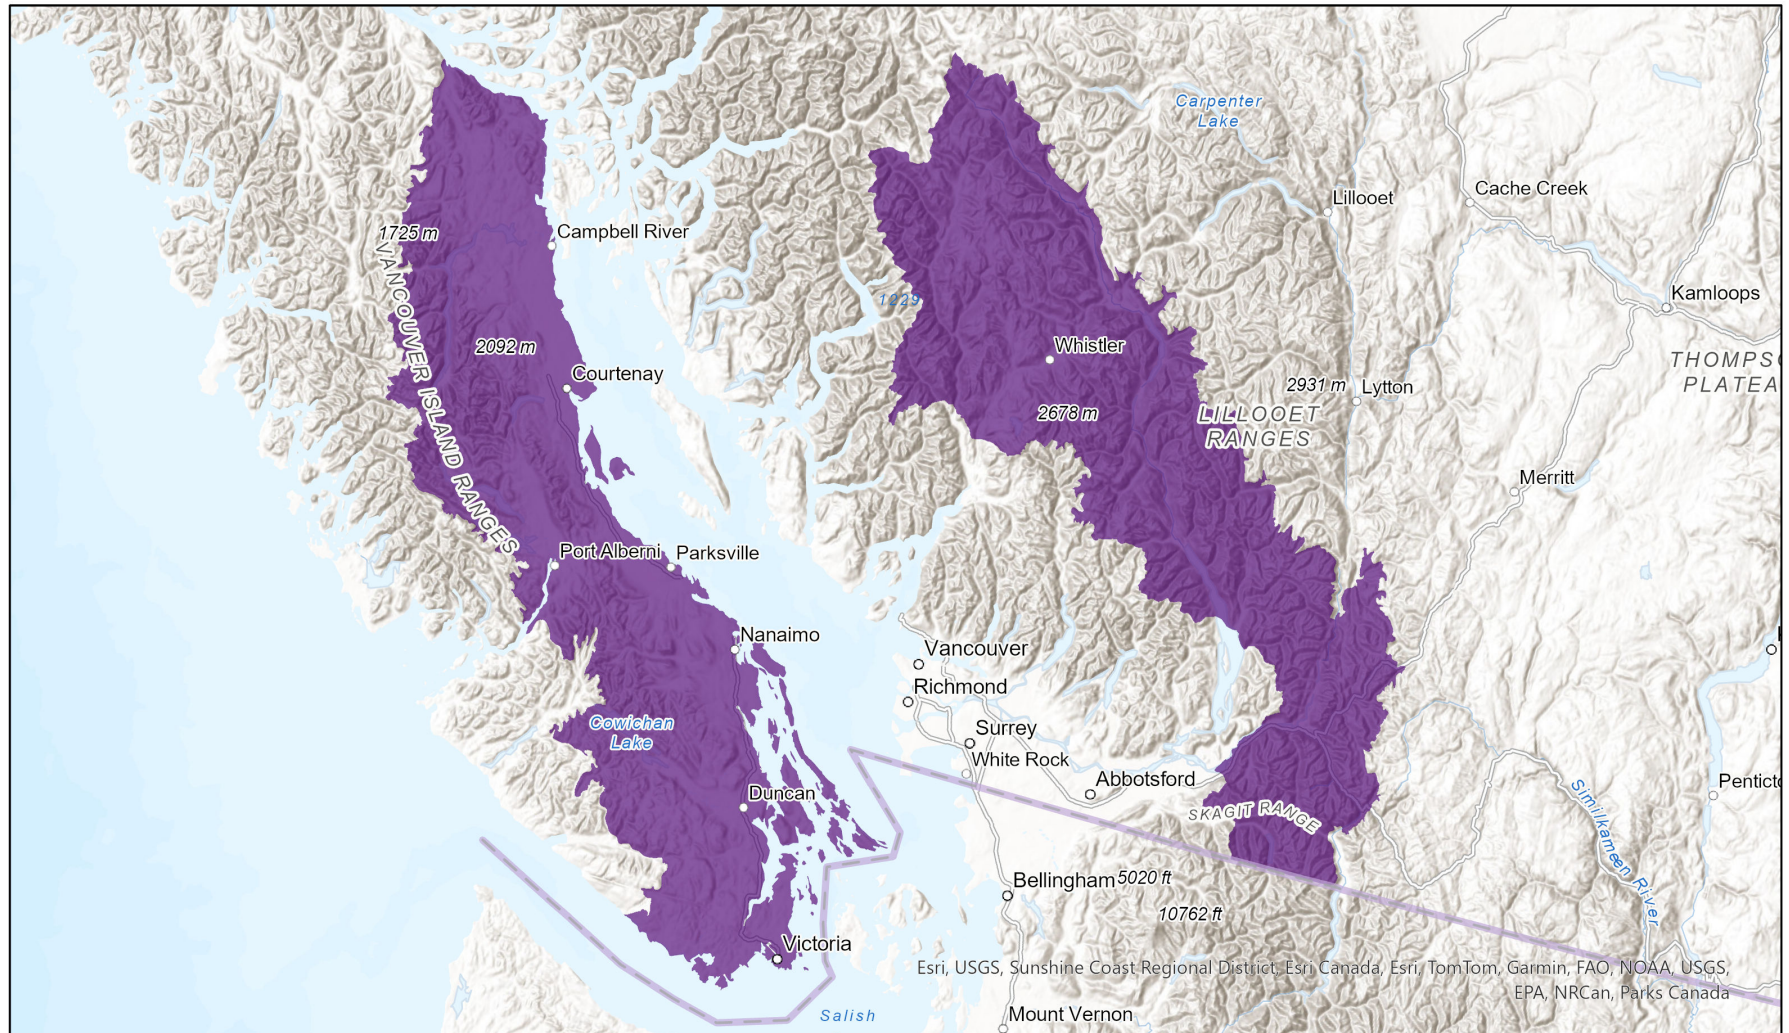 Carpenter
Lake
Lillooet
Cache Creek
1725 m
Campbell River
VANCOUVER ISLAND RANGES
1229
Kamloops
2092 m
Whistler
THOMPS
PLATEA
Courtenay
2678 m
2931 m
Lytton
LILLOOET
RANGES
Merritt
Port Alberni
Parksville
Nanaimo
Vancouver
Richmond
Cowichan
Lake
Surrey
White Rock
Abbotsford
Penticto
Duncan
SKAGIT RANGE
Similkameen River
Bellingham
5020 ft
10762 ft
Victoria
Esri, USGS, Sunshine Coast Regional District, Esri Canada, Esri, TomTom, Garmin, FAO, NOAA, USGS,
EPA, NRCan, Parks Canada
Salish
Mount Vernon